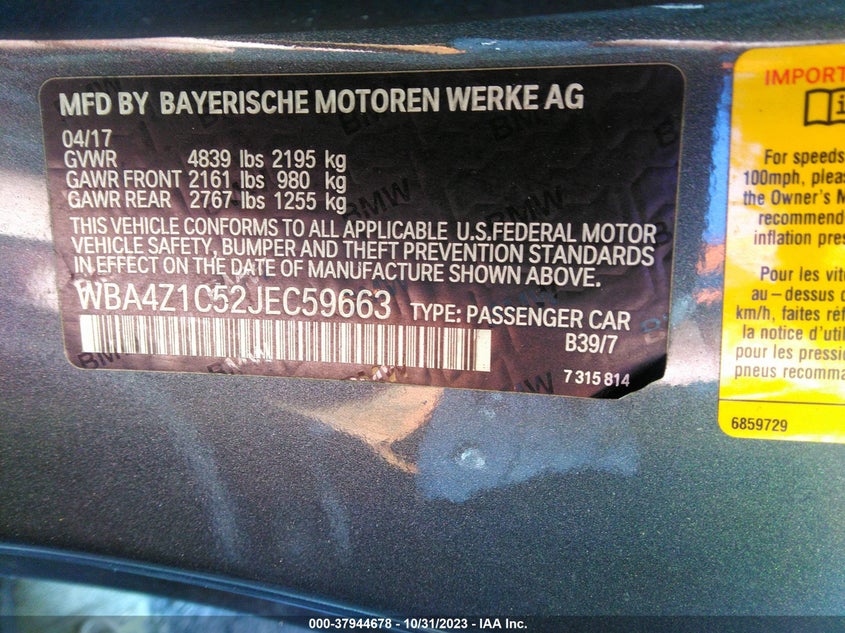 MFD BY BAYERISCHE MOTOREN WERKE AG
04/17
GVWR 4839 lbs 2195 kg
GAWR FRONT 2161 lbs 980 kg
GAWR REAR 2767 lbs 1255 kg
THIS VEHICLE CONFORMS TO ALL APPLICABLE U.S.FEDERAL MOTOR
VEHICLE SAFETY, BUMPER AND THEFT PREVENTION STANDARDS
IN EFFECT ON THE DATE OF MANUFACTURE SHOWN ABOVE.
WBA4Z1C52JEC59663 TYPE: PASSENGER CAR
B39/7
7 315 814
IMPORT
For speeds
100mph, pleas
the Owner's M
recommend
inflation pres
Pour les vit
au-dessus d
km/h, faites réf
la notice d'util
pour les pressi
pneus recomma
6859729
000-37944678 - 10/31/2023 - IAA Inc.